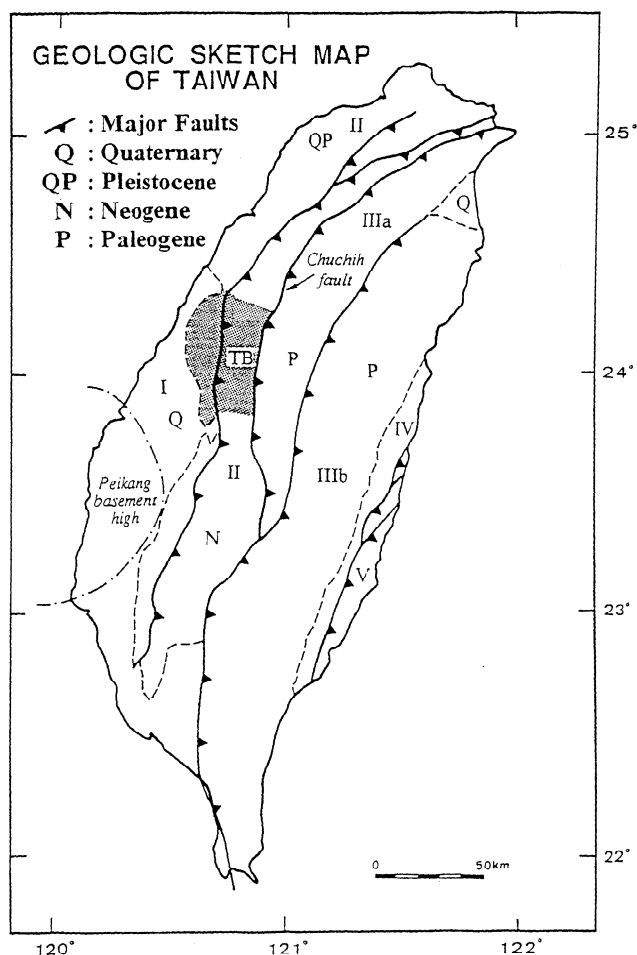 GEOLOGIC SKETCH MAP
OF TAIWAN
: Major Faults
Q : Quaternary
QP : Pleistocene
N : Neogene
P : Paleogene
II
QP
25°
Q
IIIa
Chuchih
fault
TB
P
P
24°
I
Q
IV
II
IIIb
Peikang
basement
high
N
V
23°
22°
0 50km
120° 121° 122°